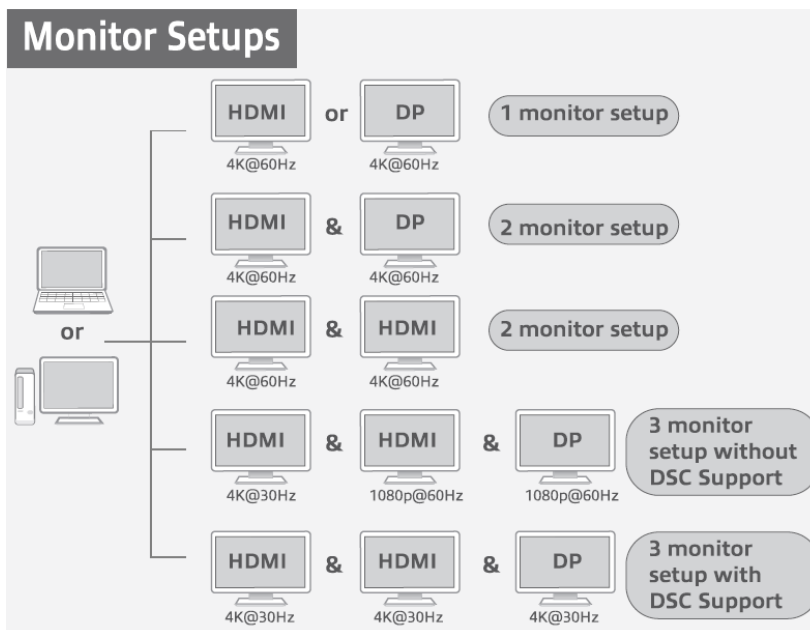 Monitor Setups
HDMI or DP 1 monitor setup
4K@60Hz 4K@60Hz
HDMI & DP 2 monitor setup
4K@60Hz 4K@60Hz
or
HDMI & HDMI 2 monitor setup
4K@60Hz 4K@60Hz
HDMI & HDMI & DP
4K@30Hz 1080p@60Hz 1080p@60Hz
3 monitor
setup without
DSC Support
HDMI & HDMI & DP
4K@30Hz 4K@30Hz 4K@30Hz
3 monitor
setup with
DSC Support